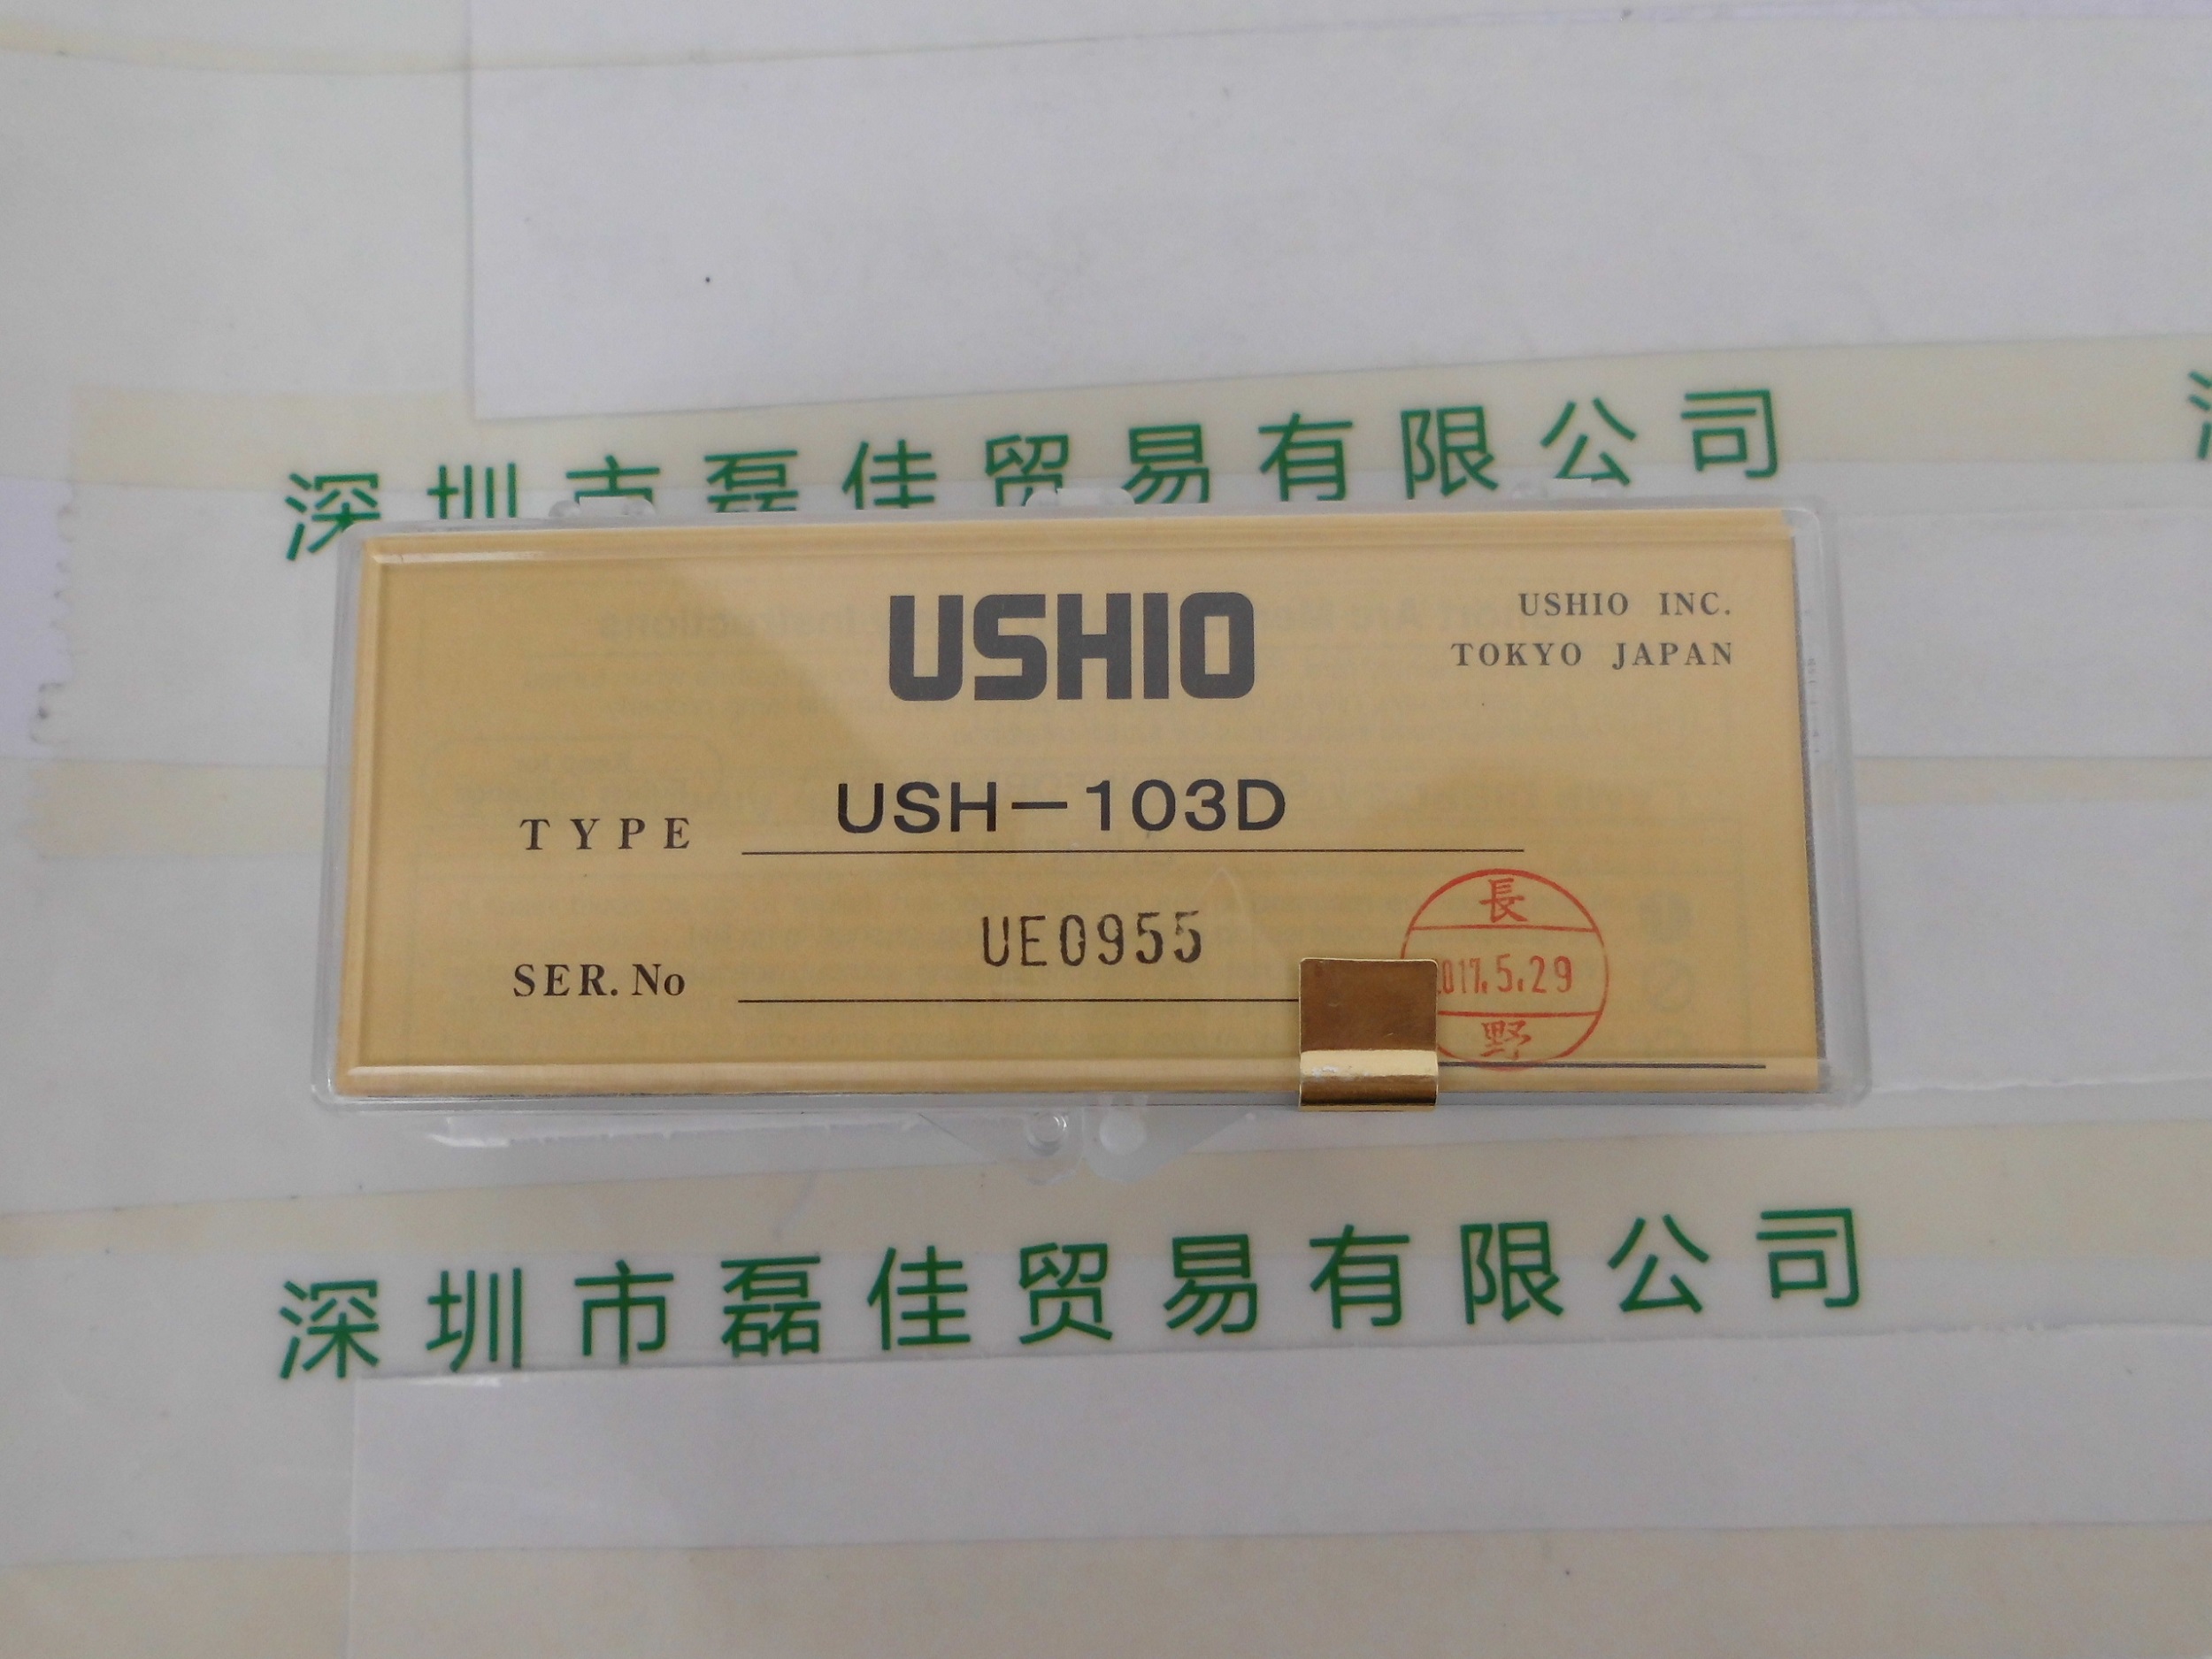 深圳市磊佳贸易有限公司
USHIO
USHIO INC.
TOKYO JAPAN
TYPE USH-103D
SER. No UE0955
長
017.5.29
野
深圳市磊佳贸易有限公司